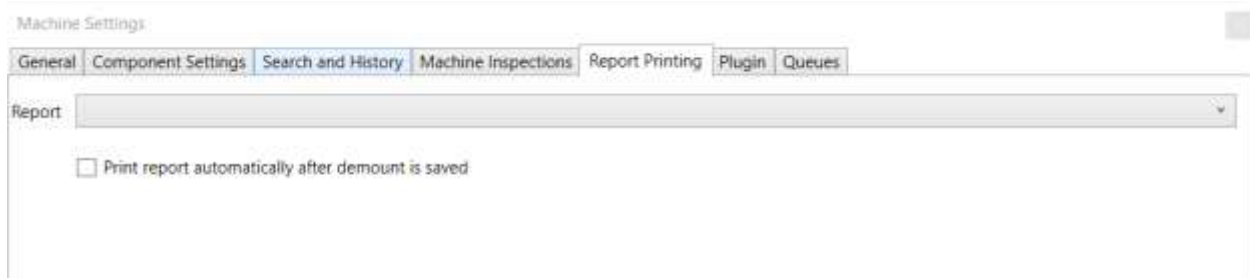 Machine Settings
General Component Settings Search and History Machine Inspections Report Printing Plugin Queues
Report
Print report automatically after demount is saved